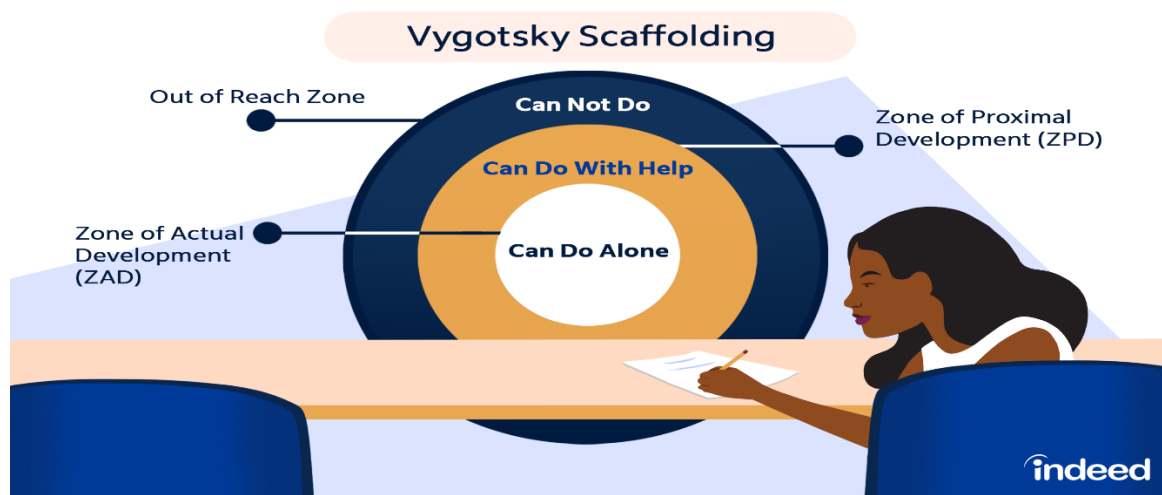 Vygotsky Scaffolding
Out of Reach Zone
Can Not Do
Zone of Proximal
Development (ZPD)
Can Do With Help
Zone of Actual
Development
(ZAD)
Can Do Alone
indeed